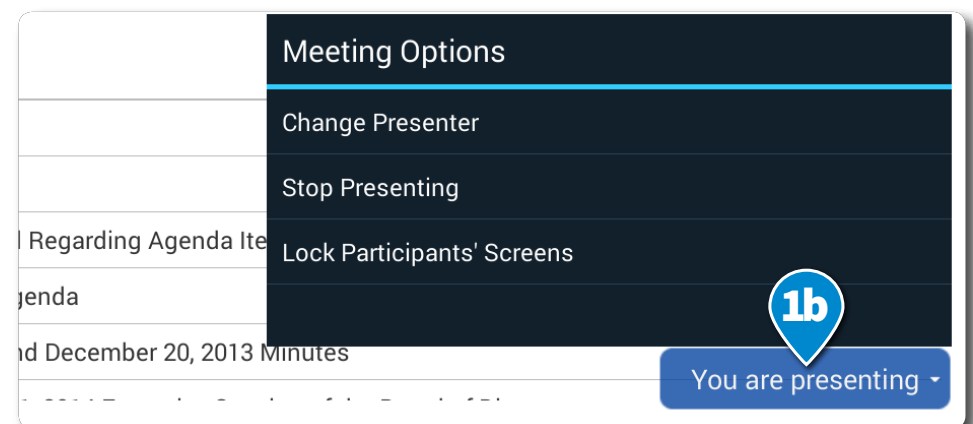 Meeting Options
Change Presenter
Stop Presenting
Regarding Agenda Ite
Lock Participants' Screens
genda
1b
nd December 20, 2013 Minutes
You are presenting